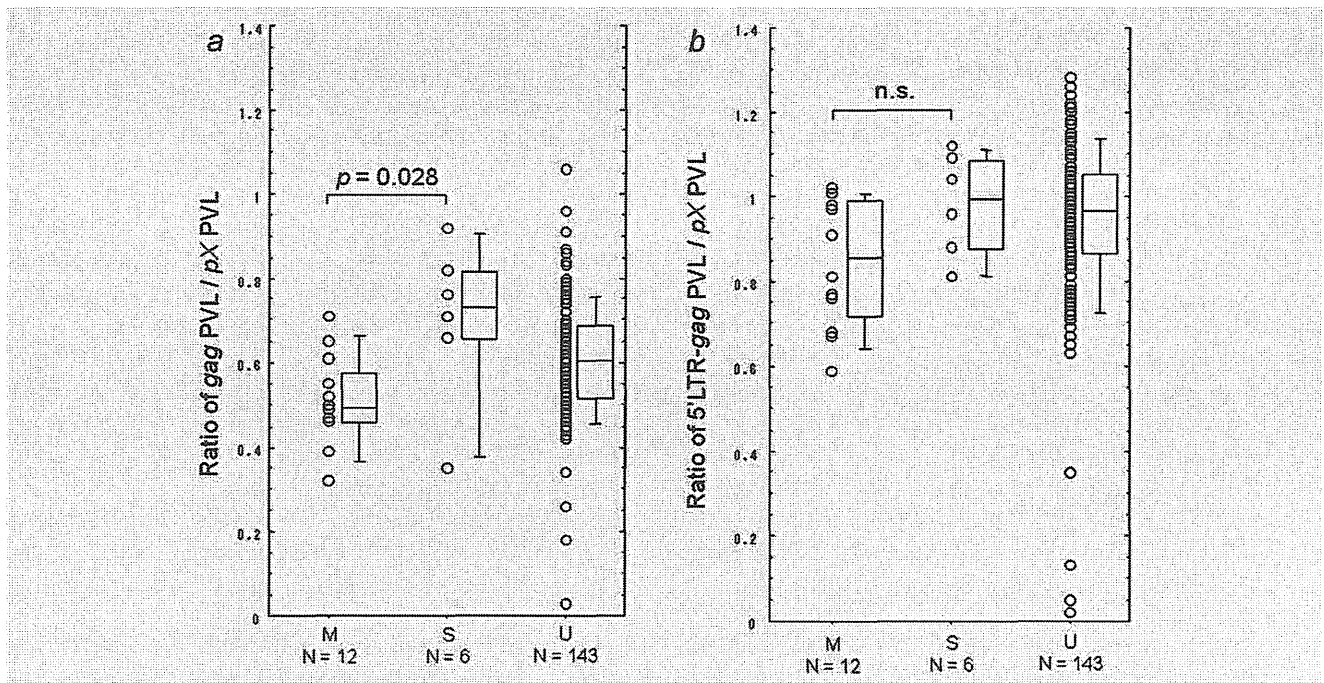 a
Ratio of gag PVL / pX PVL
1.4
1.2
1
0.8
0.6
0.4
0.2
0
p = 0.028
M
N = 12
S
N = 6
U
N = 143
b
Ratio of 5'LTR-gag PVL / pX PVL
1.4
1.2
1
0.8
0.6
0.4
0.2
0
n.s.
M
N = 12
S
N = 6
U
N = 143